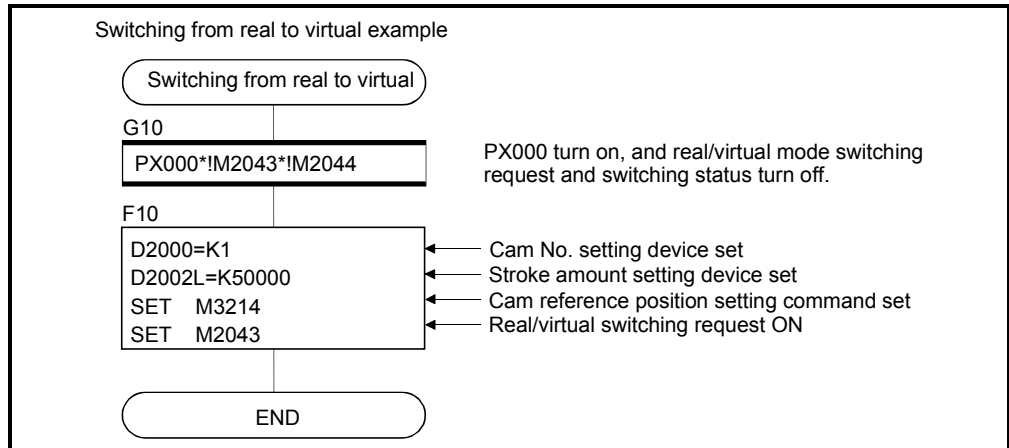 Switching from real to virtual example
Switching from real to virtual
G10
PX000*!M2043*!M2044
PX000 turn on, and real/virtual mode switching
request and switching status turn off.
F10
D2000=K1
Cam No. setting device set
D2002L=K50000
Stroke amount setting device set
SET M3214
Cam reference position setting command set
SET M2043
Real/virtual switching request ON
END